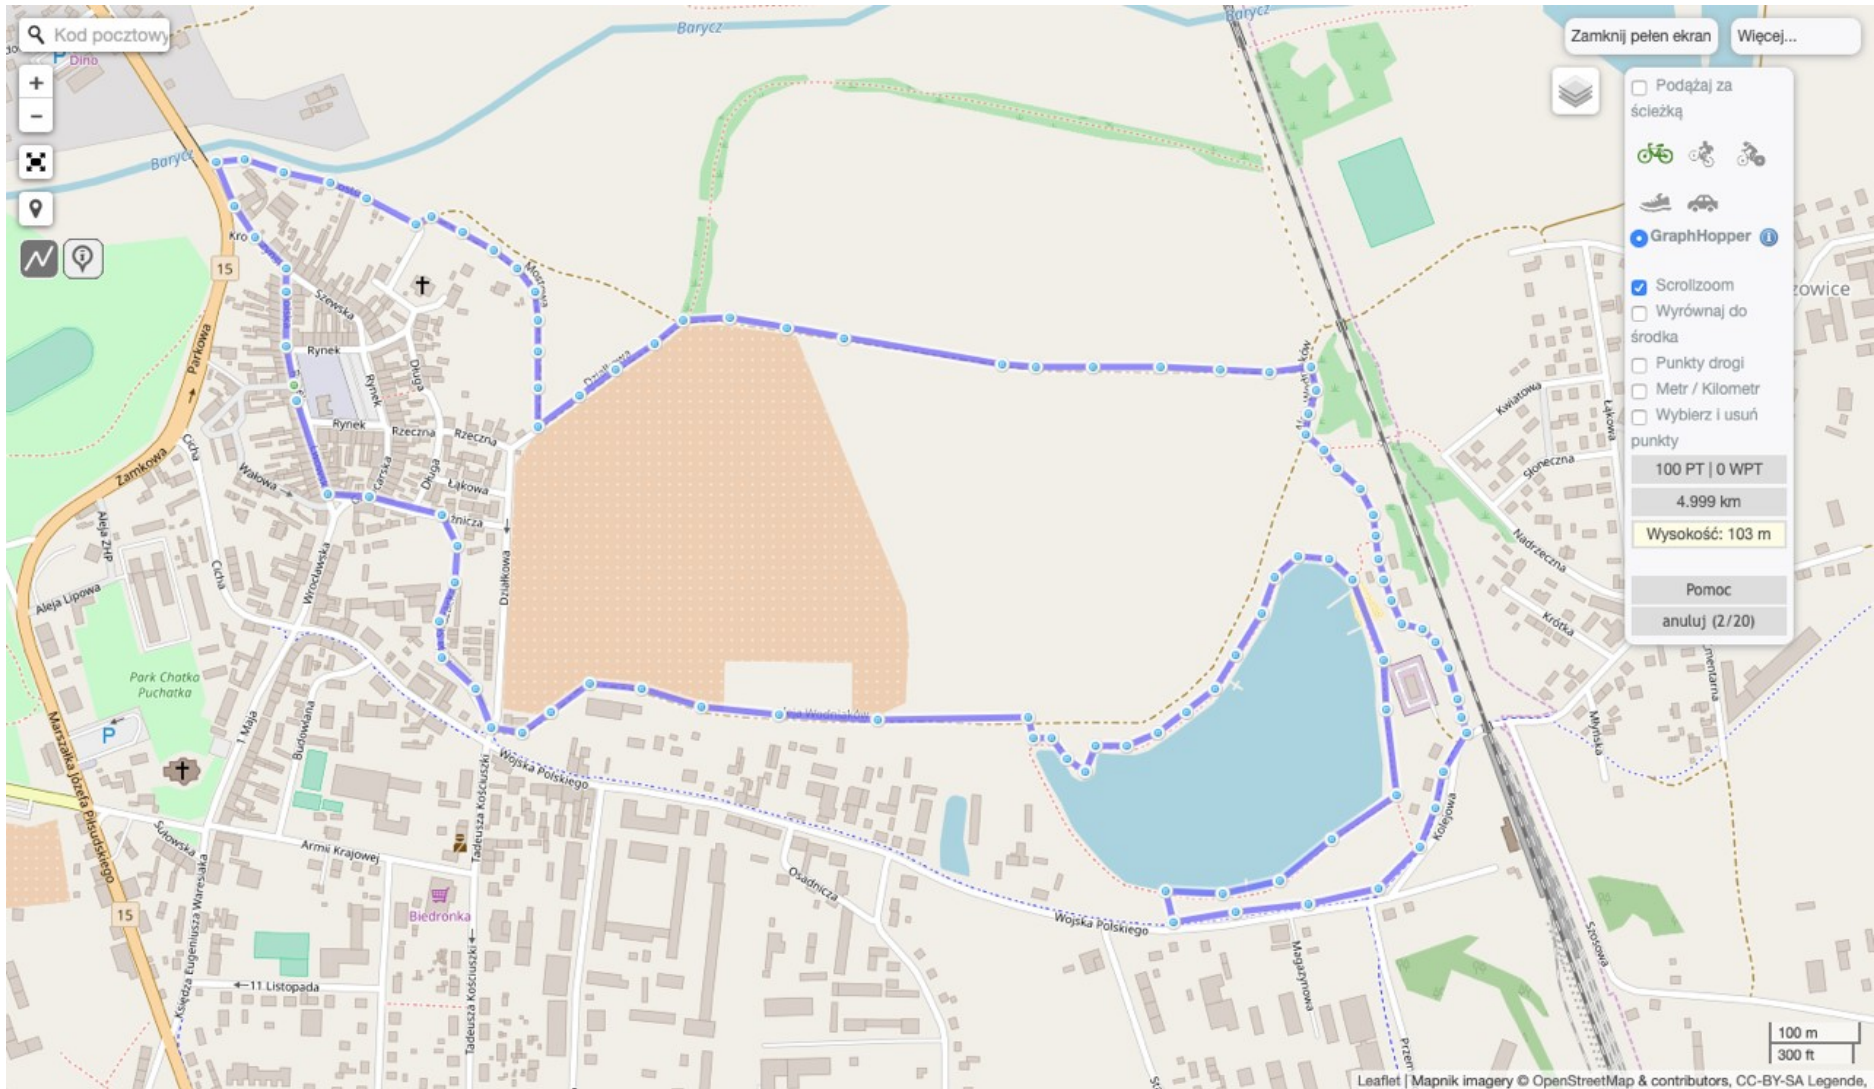 Barycz
Barycz
Kod pocztowy
Dino
Zamknij pełen ekran
Więcej...
Podążaj za
ścieżką
GraphHopper
Scrollzoom
Wyrównaj do
środka
Punkty drogi
Metr / Kilometr
Wybierz i usuń
punkty
100 PT | 0 WPT
4.999 km
Wysokość: 103 m
Pomoc
anuluj (2/20)
Barycz
15
Szewska
Mostowa
Parkowa
Rynek
Rynek
Długa
Rynek
Rzeczna
Rzeczna
Cicha
Zamkowa
Wałowa
Długa
Łąkowa
Kwiatowa
Łąkowa
Słoneczna
Nadrzeczna
Krótka
Aleja ZHP
Aleja Lipowa
Cicha
Wrocławska
Działkowa
Park Chatka
Puchatka
P
1 Maja
Budowlana
Marszałka Józefa Piłsudskiego
Wojska Polskiego
Tadeusza Kościuszki
Młyńska
Kolejowa
Sułowska
Armii Krajowej
Biedronka
Osadnicza
15
Księdza Eugeniusza Waresiaka
Wojska Polskiego
Magazynowa
Szosowa
11 Listopada
Tadeusza Kościuszki
100 m
300 ft
Leaflet | Mapnik imagery © OpenStreetMap & contributors, CC-BY-SA Legende